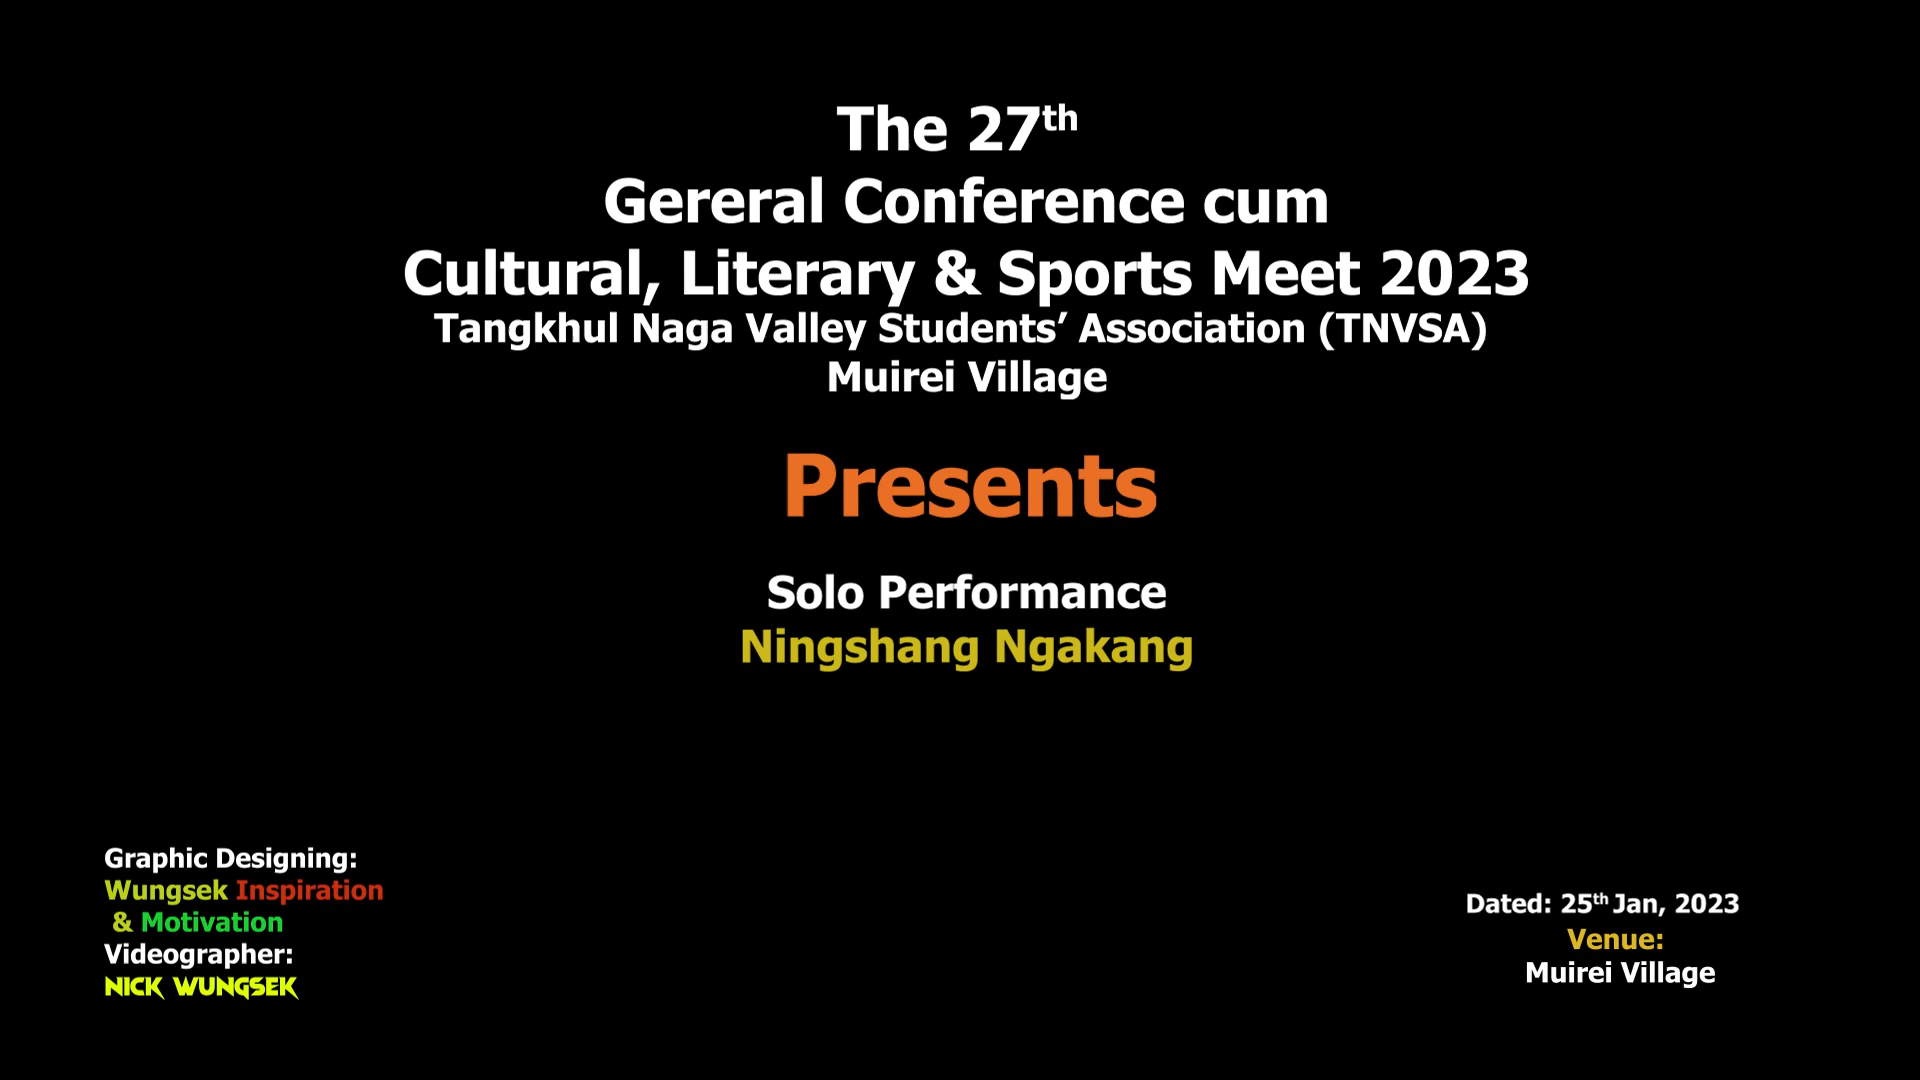 The 27th
Gereral Conference cum
Cultural, Literary & Sports Meet 2023
Tangkhul Naga Valley Students’ Association (TNVSA)
Muirei Village
Presents
Solo Performance
Ningshang Ngakang
Graphic Designing:
Wungsek Inspiration
& Motivation
Videographer:
NICK WUNGSEK
Dated: 25th Jan, 2023
Venue:
Muirei Village